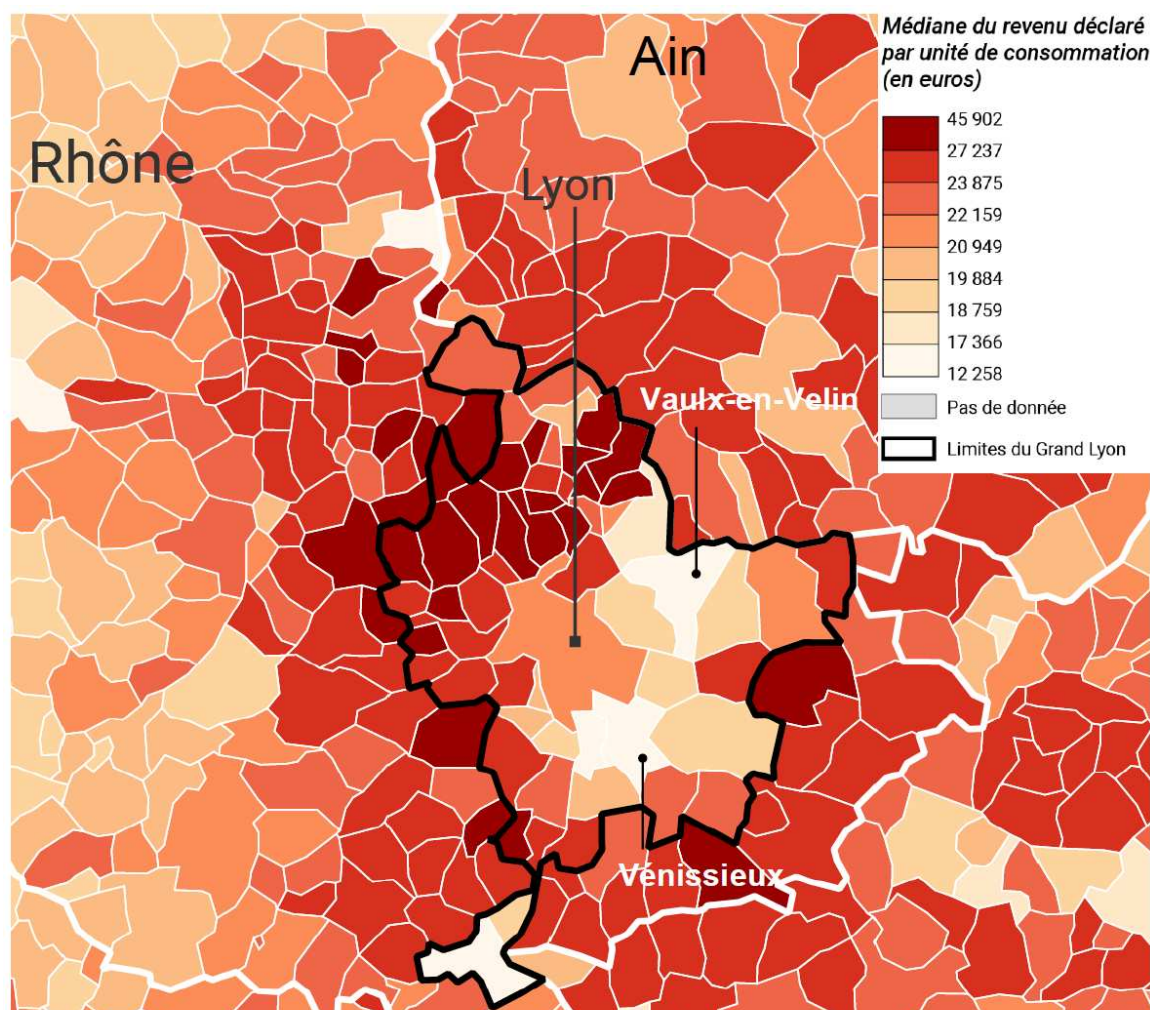 Médiane du revenu déclaré
par unité de consommation
(en euros)
45 902
27 237
23 875
22 159
20 949
19 884
18 759
17 366
12 258
Pas de donnée
Limites du Grand Lyon
Ain
Rhône
Lyon
Vaulx-en-Velin
Vénissieux